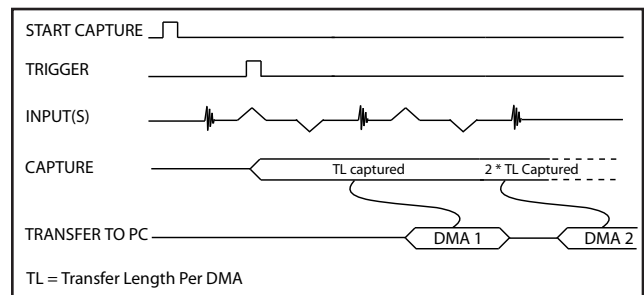 START CAPTURE
TRIGGER
INPUT(S)
CAPTURE
TL captured
2 * TL Captured
TRANSFER TO PC
DMA 1
DMA 2
TL = Transfer Length Per DMA